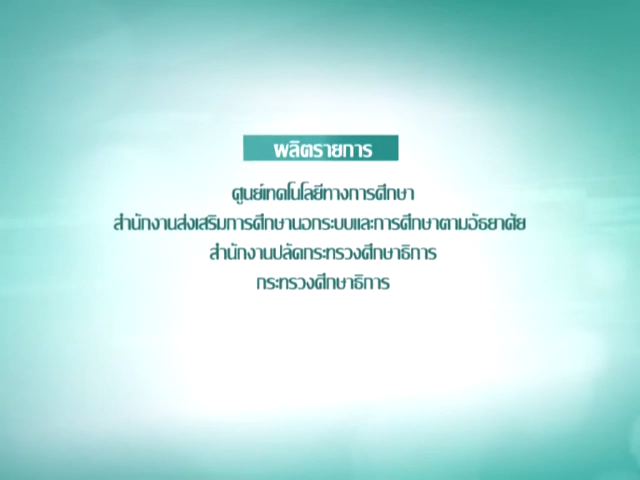 ผลิตรายการ
ศูนย์เทคโนโลยีทางการศึกษา
สำนักงานส่งเสริมการศึกษานอกระบบและการศึกษาตามอัธยาศัย
สำนักงานปลัดกระทรวงศึกษาธิการ
กระทรวงศึกษาธิการ